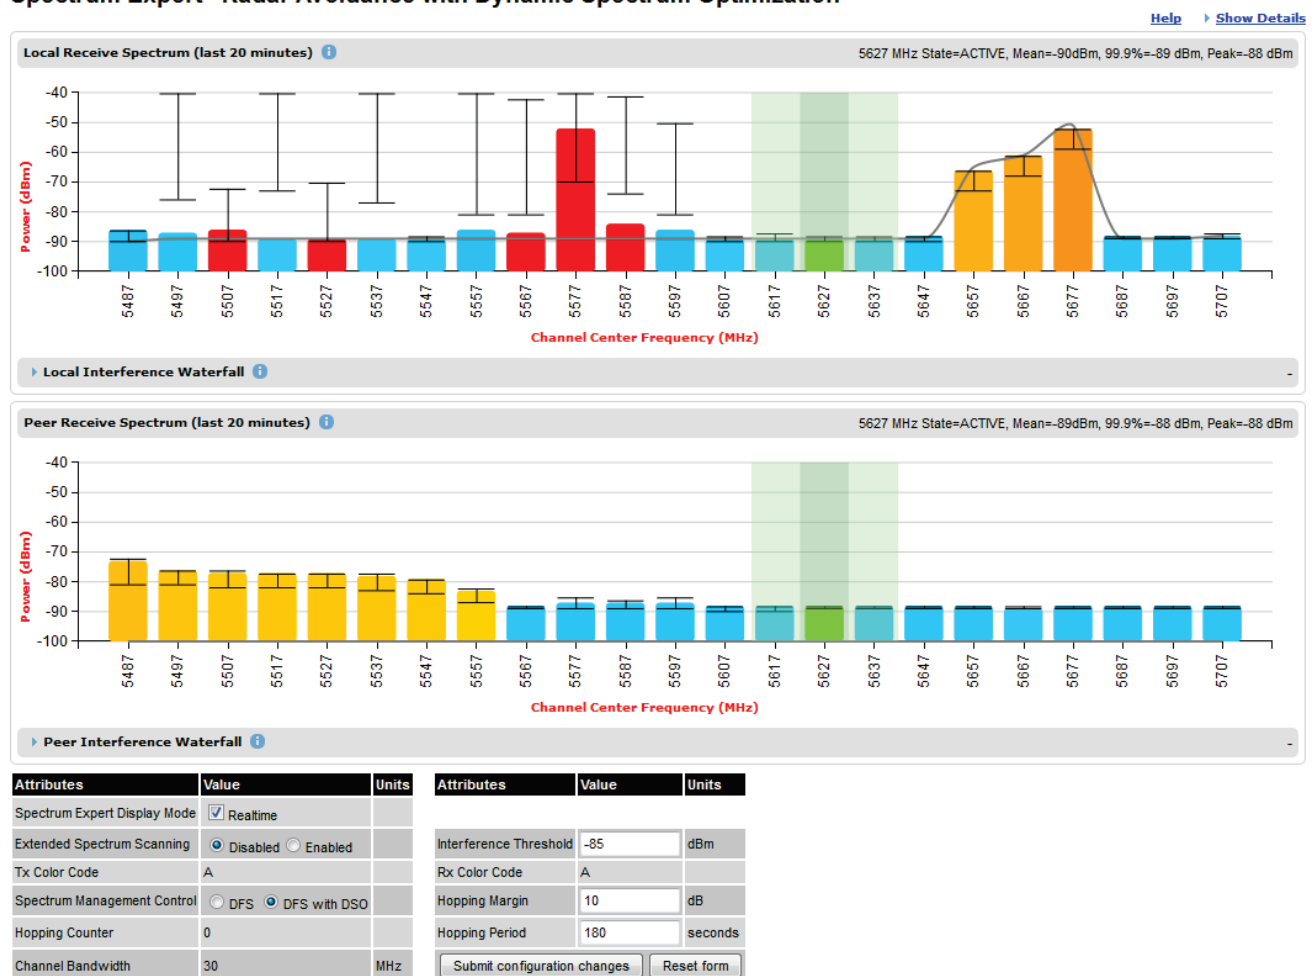 Spectrum Expert - Radar Avoidance with Dynamic Spectrum Optimization
Help Show Details
Local Receive Spectrum (last 20 minutes) i 5627 MHz State=ACTIVE, Mean=-90dBm, 99.9%=-89 dBm, Peak=-88 dBm
-40
-50
-60
-70
-80
-90
-100
Power (dBm)
5487 5497 5507 5517 5527 5537 5547 5557 5567 5577 5587 5597 5607 5617 5627 5637 5647 5657 5667 5677 5687 5697 5707
Channel Center Frequency (MHz)
Local Interference Waterfall i -
Peer Receive Spectrum (last 20 minutes) i 5627 MHz State=ACTIVE, Mean=-89dBm, 99.9%=-88 dBm, Peak=-88 dBm
-40
-50
-60
-70
-80
-90
-100
Power (dBm)
5487 5497 5507 5517 5527 5537 5547 5557 5567 5577 5587 5597 5607 5617 5627 5637 5647 5657 5667 5677 5687 5697 5707
Channel Center Frequency (MHz)
Peer Interference Waterfall i -
Attributes Value Units Attributes Value Units
Spectrum Expert Display Mode Realtime
Extended Spectrum Scanning Disabled Enabled Interference Threshold -85 dBm
Tx Color Code A Rx Color Code A
Spectrum Management Control DFS DFS with DSO Hopping Margin 10 dB
Hopping Counter 0 Hopping Period 180 seconds
Channel Bandwidth 30 MHz Submit configuration changes Reset form